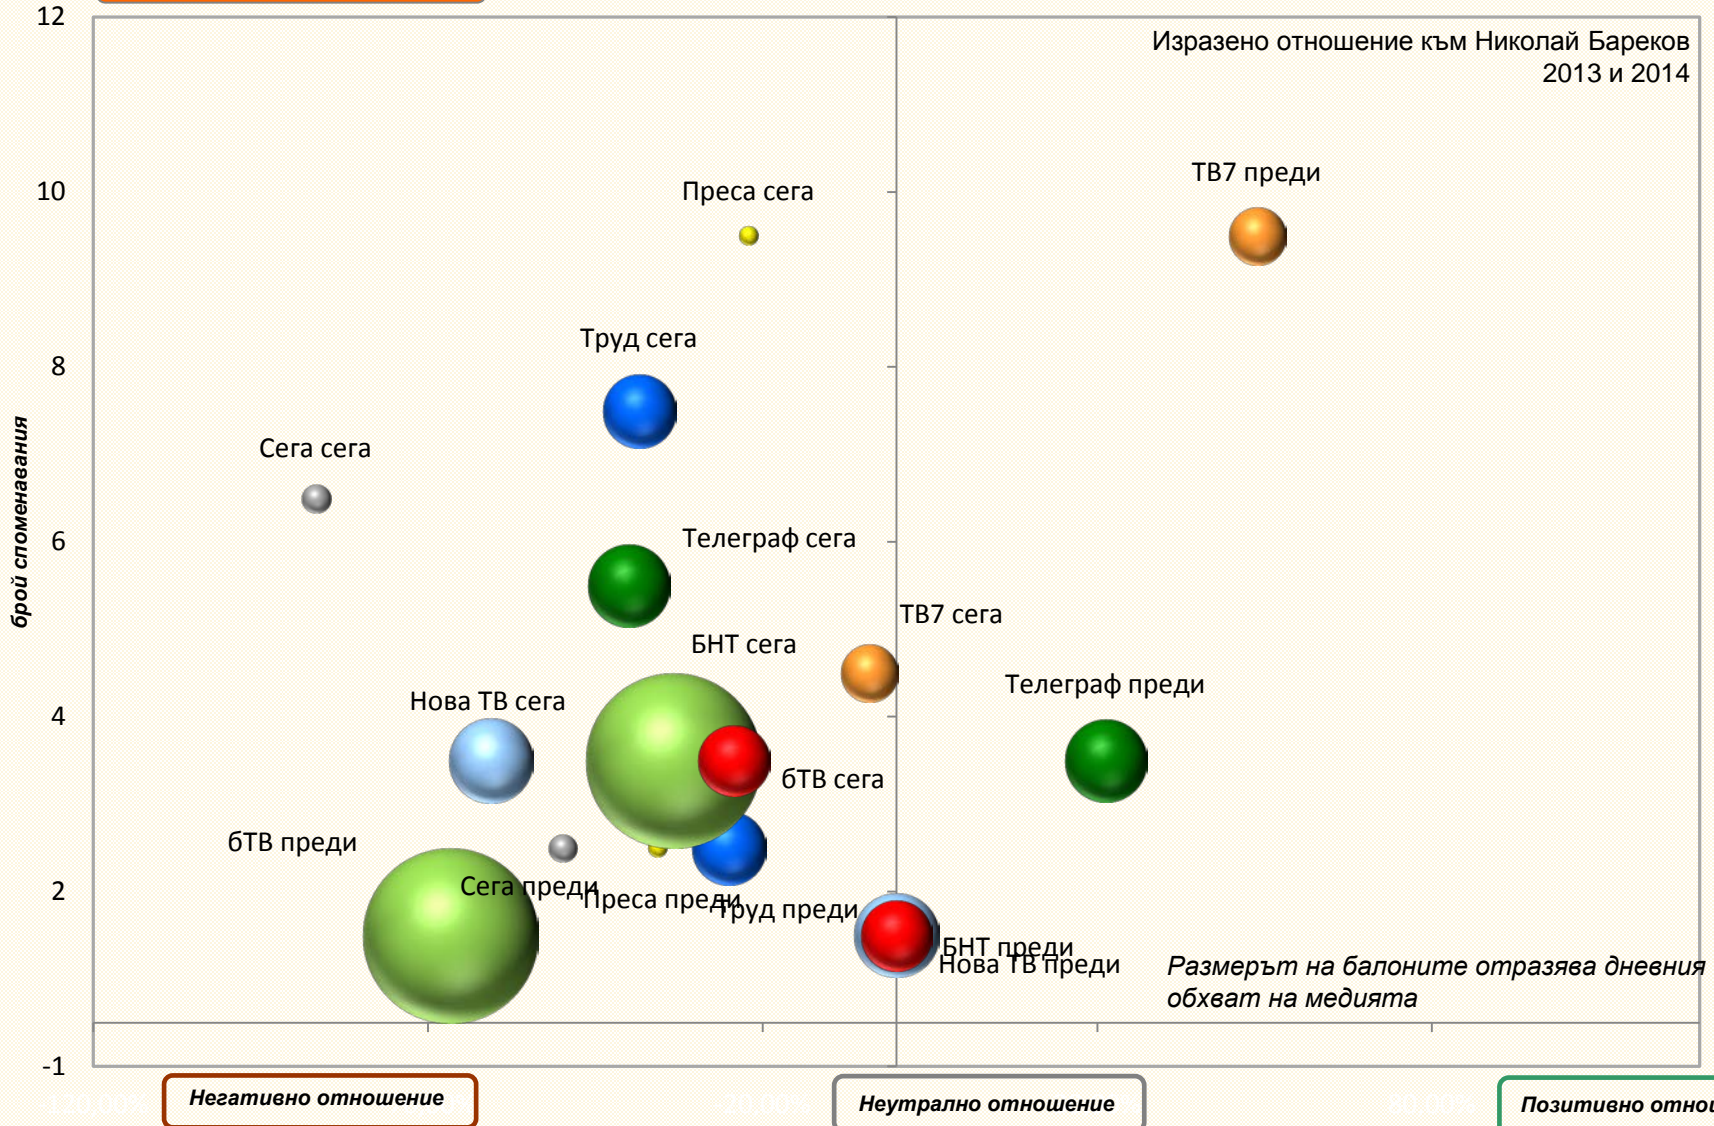 12
Изразено отношение към Николай Бареков
2013 и 2014
ТВ7 преди
Преса сега
10
Труд сега
8
Сега сега
брой споменавания
6
Телеграф сега
ТВ7 сега
БНТ сега
Телеграф преди
Нова ТВ сега
4
бТВ сега
бТВ преди
2
Сега преди
Преса преди
Труд преди
БНТ преди
Нова ТВ преди
Размерът на балоните отразява дневния
обхват на медията
-1
Негативно отношение
Неутрално отношение
Позитивно